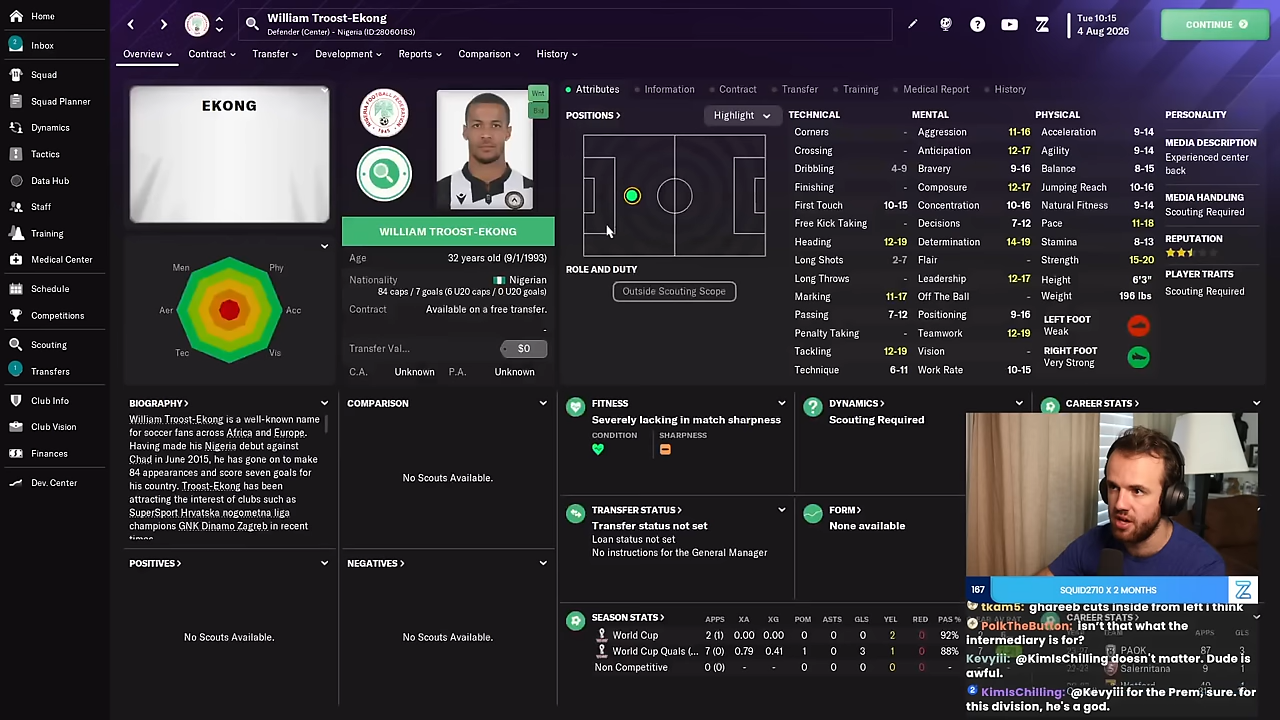 Home
Inbox
Squad
Squad Planner
Dynamics
Tactics
Data Hub
Staff
Training
Medical Center
Schedule
Competitions
Scouting
Transfers
Club Info
Club Vision
Finances
Dev. Center
William Troost-Ekong
Defender (Center) - Nigeria (ID:28060183)
Tue 10:15
4 Aug 2026
CONTINUE
Overview
Contract
Transfer
Development
Reports
Comparison
History
EKONG
Wnt
Bid
WILLIAM TROOST-EKONG
Age 32 years old (9/1/1993)
Nationality Nigerian
84 caps / 7 goals (6 U20 caps / 0 U20 goals)
Contract Available on a free transfer.
-
Transfer Val... $0
C.A. Unknown P.A. Unknown
Men Phy
Aer Acc
Tec Vis
Attributes Information Contract Transfer Training Medical Report History
POSITIONS >
Highlight
ROLE AND DUTY
Outside Scouting Scope
TECHNICAL
Corners -
Crossing -
Dribbling 4-9
Finishing -
First Touch 10-15
Free Kick Taking -
Heading 12-19
Long Shots 2-7
Long Throws -
Marking 11-17
Passing 7-12
Penalty Taking -
Tackling 12-19
Technique 6-11
MENTAL
Aggression 11-16
Anticipation 12-17
Bravery 9-16
Composure 12-17
Concentration 10-16
Decisions 7-12
Determination 14-19
Flair -
Leadership 12-17
Off The Ball -
Positioning 9-16
Teamwork 12-19
Vision -
Work Rate 10-15
PHYSICAL
Acceleration 9-14
Agility 9-14
Balance 8-15
Jumping Reach 10-16
Natural Fitness 9-14
Pace 11-18
Stamina 8-13
Strength 15-20
Height 6'3"
Weight 196 lbs
LEFT FOOT
Weak
RIGHT FOOT
Very Strong
PERSONALITY
MEDIA DESCRIPTION
Experienced center
back
MEDIA HANDLING
Scouting Required
REPUTATION
PLAYER TRAITS
Scouting Required
BIOGRAPHY >
William Troost-Ekong is a well-known name
for soccer fans across Africa and Europe.
Having made his Nigeria debut against
Chad in June 2015, he has gone on to make
84 appearances and score seven goals for
his country. Troost-Ekong has been
attracting the interest of clubs such as
SuperSport Hrvatska nogometna liga
champions GNK Dinamo Zagreb in recent
times.
COMPARISON
No Scouts Available.
POSITIVES >
No Scouts Available.
NEGATIVES >
No Scouts Available.
FITNESS
Severely lacking in match sharpness
CONDITION SHARPNESS
DYNAMICS >
Scouting Required
CAREER STATS >
TRANSFER STATUS >
Transfer status not set
Loan status not set
No instructions for the General Manager
FORM >
None available
SEASON STATS > APPS XA XG POM ASTS GLS YEL RED PAS %
World Cup 2 (1) 0.00 0.00 0 0 0 2 0 92%
World Cup Quals (... 7 (0) 0.79 0.41 1 0 3 1 0 88%
Non Competitive 0 (0) - - 0 0 0 0 0 -
167 SQUID2710 X 2 MONTHS
CAREER STATS >
APPS GLS
PAOK 87 3
Salernitana 9 1
tkam5: ghareeb cuts inside from left i think
PolkTheButton: isn't that what the
intermediary is for?
Kevyiii: @KimIsChilling doesn't matter. Dude is
awful.
KimIsChilling: @Kevyiii for the Prem, sure. for
this division, he's a god.